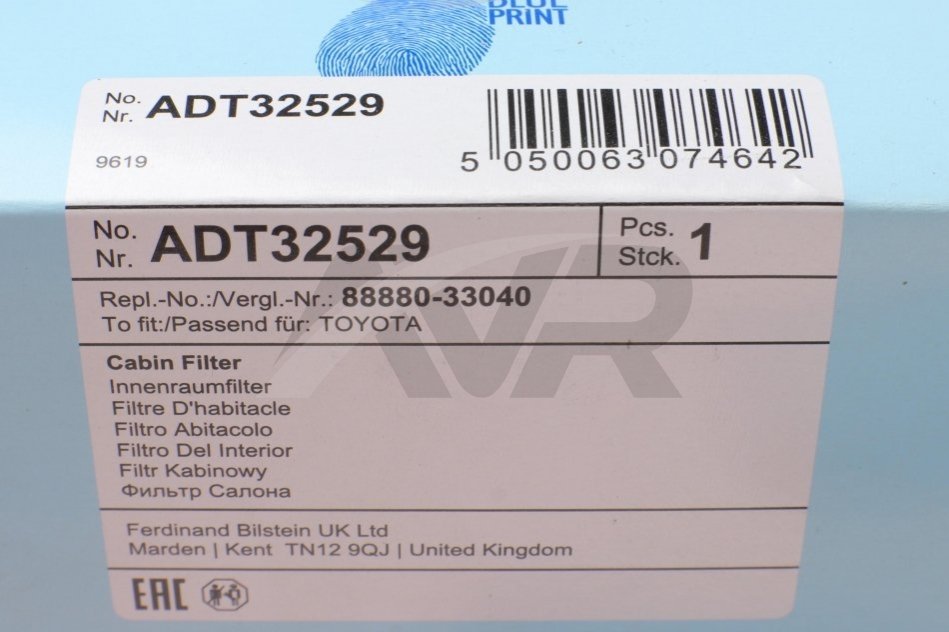 BLUE
PRINT
No.
Nr. ADT32529
9619
5 050063 074642
No.
Nr. ADT32529
Pcs.
Stck. 1
Repl.-No.:/Vergl.-Nr.: 88880-33040
To fit:/Passend für: TOYOTA
AVR
Cabin Filter
Innenraumfilter
Filtre D'habitacle
Filtro Abitacolo
Filtro Del Interior
Filtr Kabinowy
Фильтр Салона
Ferdinand Bilstein UK Ltd
Marden | Kent TN12 9QJ | United Kingdom
EAC